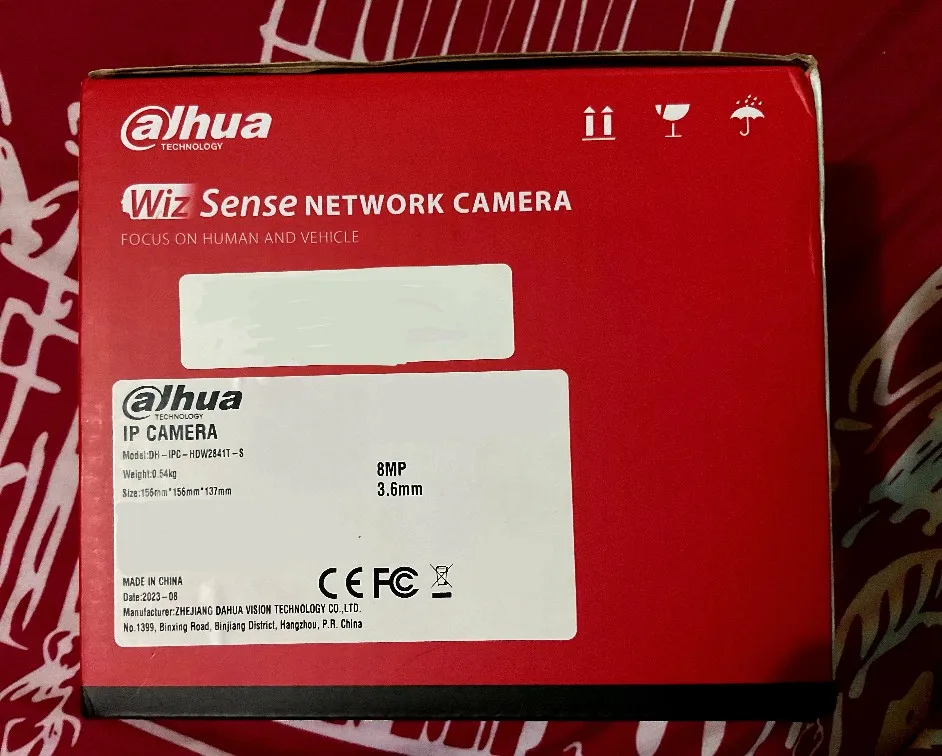 alhua
TECHNOLOGY
Wiz Sense NETWORK CAMERA
FOCUS ON HUMAN AND VEHICLE
alhua
TECHNOLOGY
IP CAMERA
Model:DH-IPC-HDW2841T-S
Weight:0.54kg
8MP
Size:156mm*156mm*137mm
3.6mm
MADE IN CHINA
Date:2023-08
CE FC
Manufacturer:ZHEJIANG DAHUA VISION TECHNOLOGY CO.,LTD.
No.1399, Binxing Road, Binjiang District, Hangzhou, P.R. China